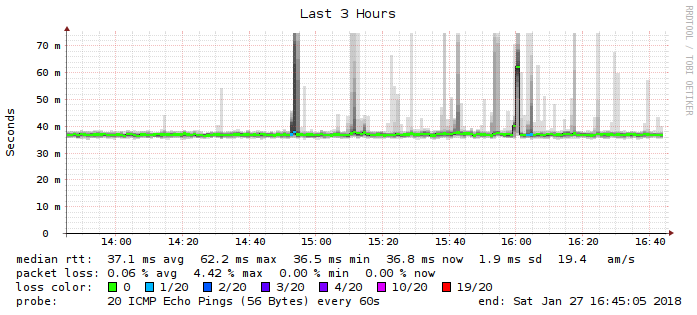 Last 3 Hours
RRDTOOL / TOBI OETIKER
Seconds
70 m
60 m
50 m
40 m
30 m
20 m
10 m
0
14:00 14:20 14:40 15:00 15:20 15:40 16:00 16:20 16:40
median rtt: 37.1 ms avg 62.2 ms max 36.5 ms min 36.8 ms now 1.9 ms sd 19.4 am/s
packet loss: 0.06 % avg 4.42 % max 0.00 % min 0.00 % now
loss color: 0 1/20 2/20 3/20 4/20 10/20 19/20
probe: 20 ICMP Echo Pings (56 Bytes) every 60s end: Sat Jan 27 16:45:05 2018